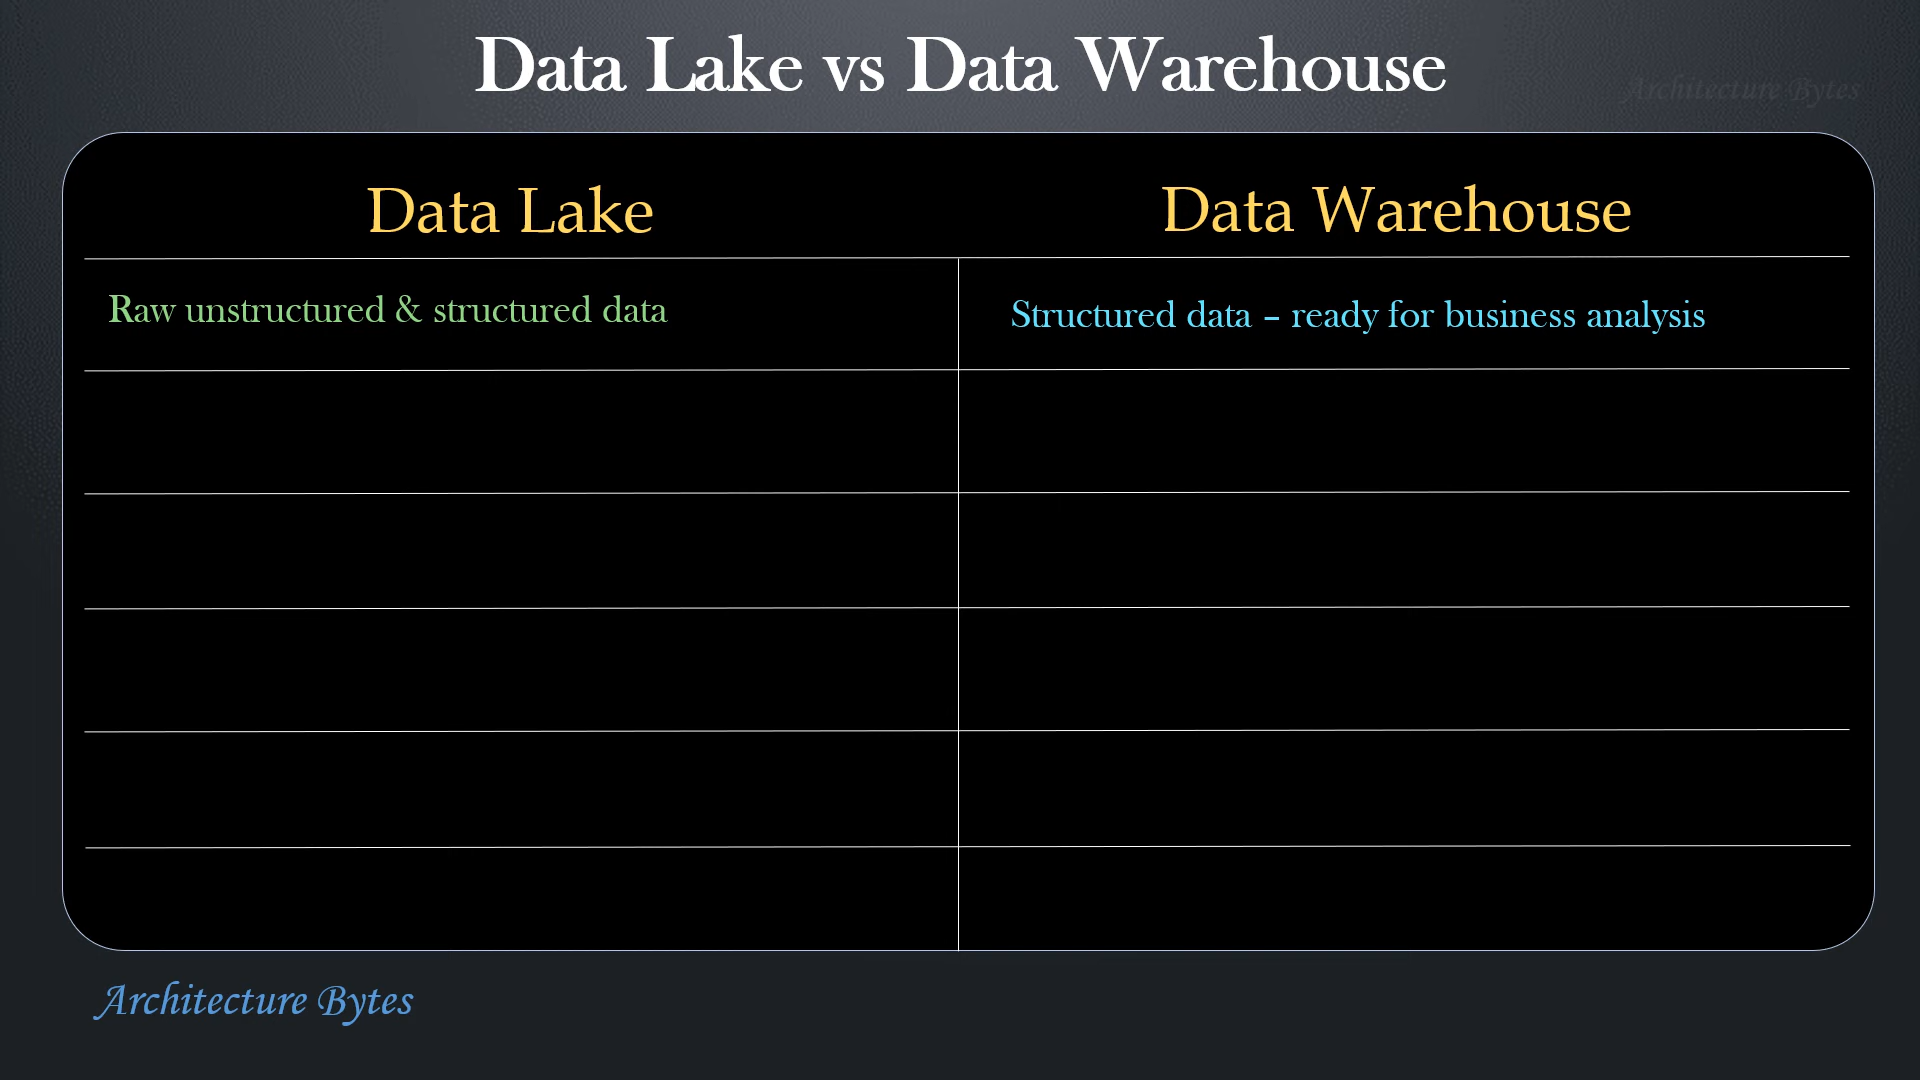 Data Lake vs Data Warehouse
Architecture Bytes
Data Lake
Data Warehouse
Raw unstructured & structured data
Structured data – ready for business analysis
Architecture Bytes